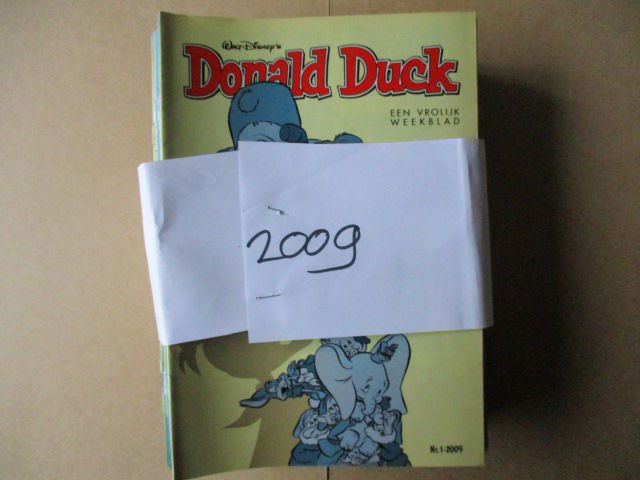 Walt Disney's
Donald Duck
EEN VROLIJK
WEEKBLAD
2009
Nr. 1-2009